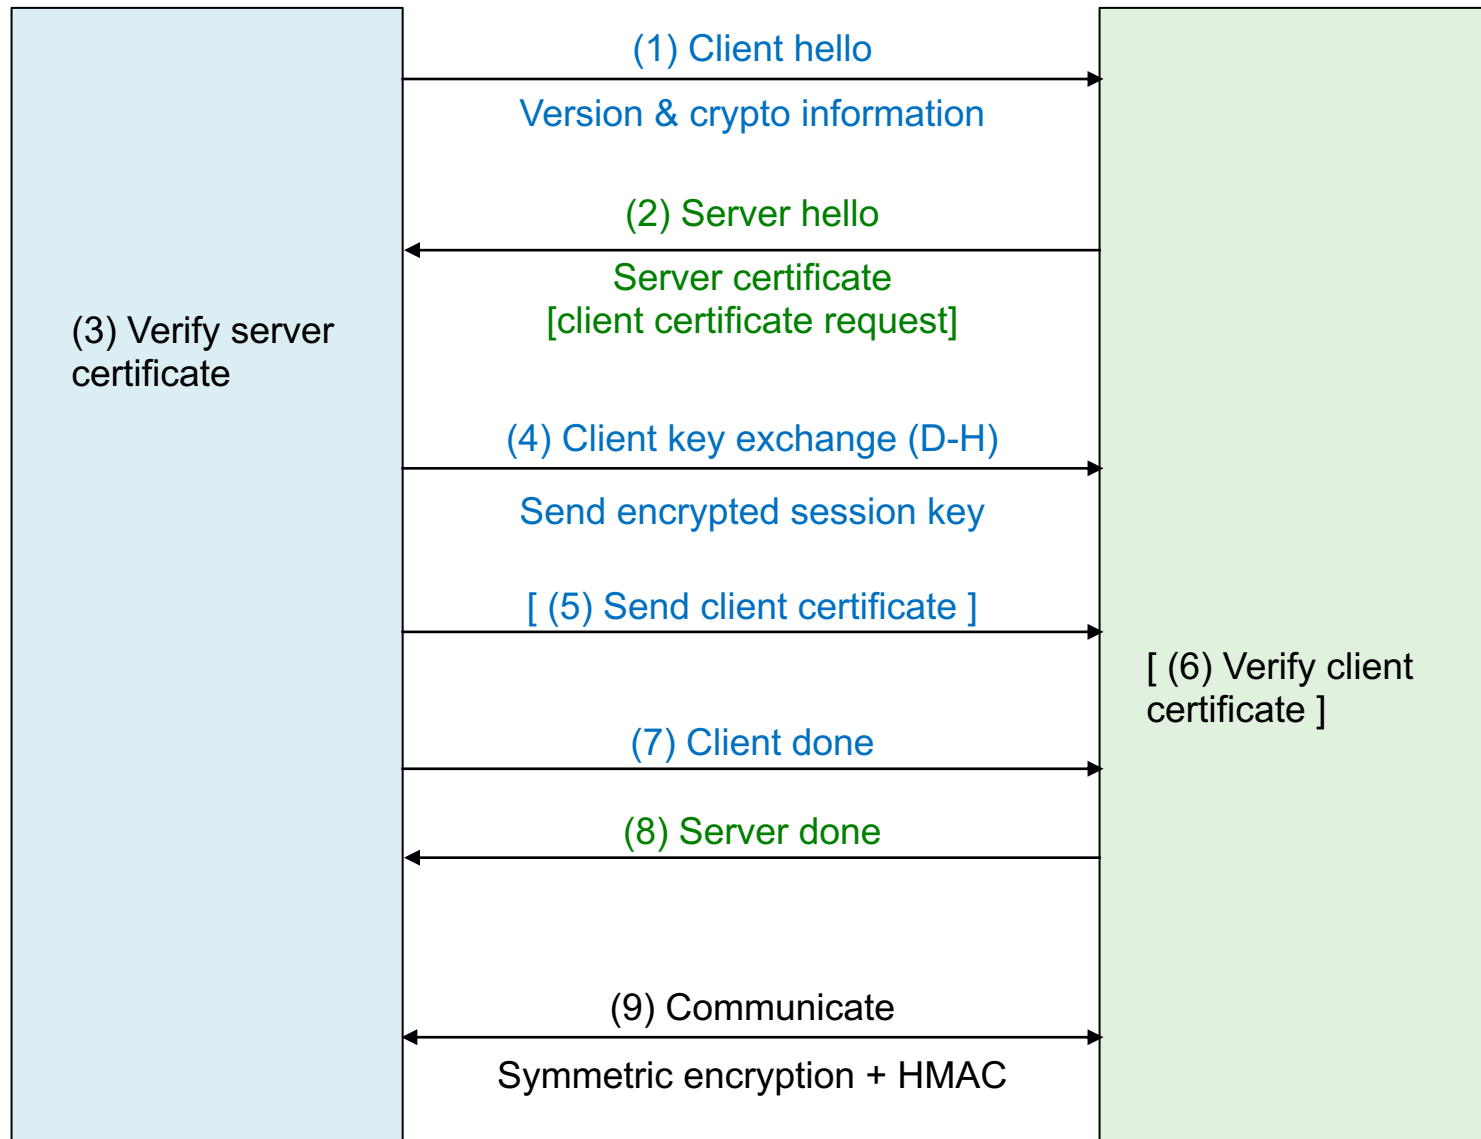 (1) Client hello
Version & crypto information
(2) Server hello
Server certificate
[client certificate request]
(3) Verify server
certificate
(4) Client key exchange (D-H)
Send encrypted session key
[ (5) Send client certificate ]
[ (6) Verify client
certificate ]
(7) Client done
(8) Server done
(9) Communicate
Symmetric encryption + HMAC